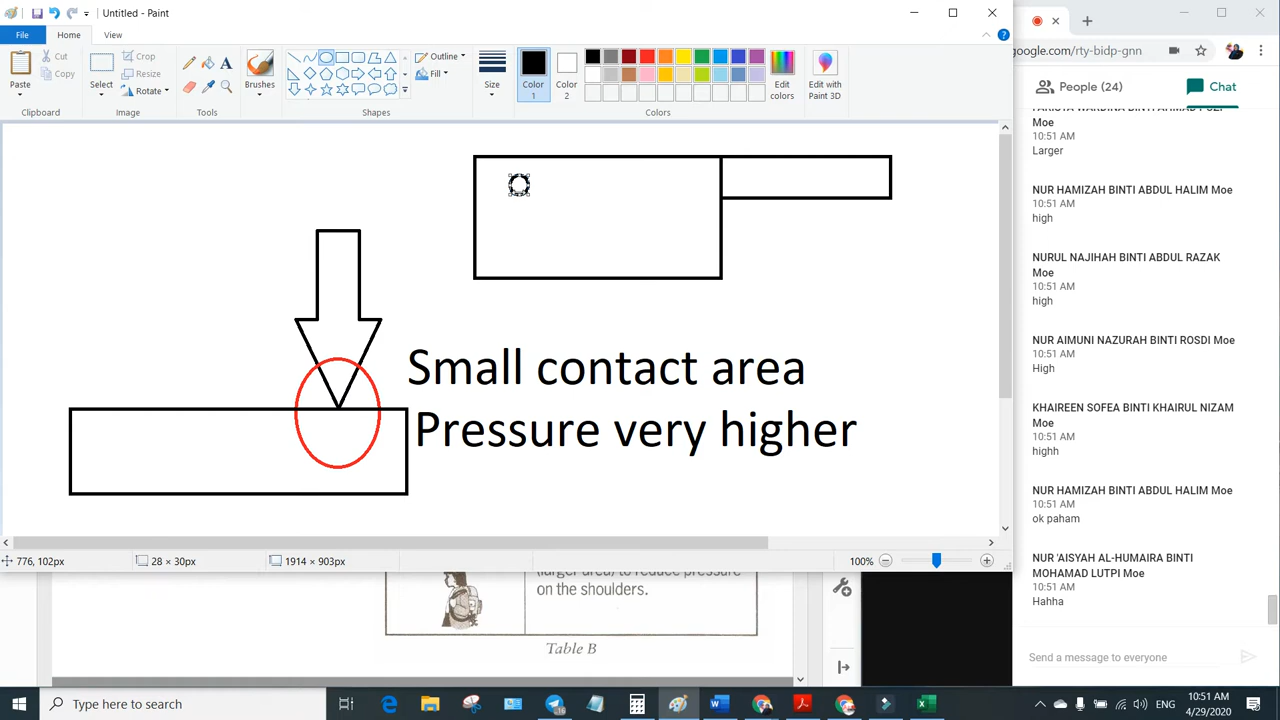 Untitled - Paint
File
Home
View
Paste
Cut
Copy
Clipboard
Select
Crop
Resize
Rotate
Image
A
Tools
Brushes
Shapes
Outline
Fill
Size
Color
1
Color
2
Edit
colors
Edit with
Paint 3D
Colors
Small contact area
Pressure very higher
776, 102px
28 × 30px
1914 × 903px
100%
(larger area) to reduce pressure
on the shoulders.
Table B
google.com/rty-bidp-gnn
People (24)
Chat
Moe
10:51 AM
Larger
NUR HAMIZAH BINTI ABDUL HALIM Moe
10:51 AM
high
NURUL NAJIHAH BINTI ABDUL RAZAK
Moe
10:51 AM
high
NUR AIMUNI NAZURAH BINTI ROSDI Moe
10:51 AM
High
KHAIREEN SOFEA BINTI KHAIRUL NIZAM
Moe
10:51 AM
highh
NUR HAMIZAH BINTI ABDUL HALIM Moe
10:51 AM
ok paham
NUR 'AISYAH AL-HUMAIRA BINTI
MOHAMAD LUTPI Moe
10:51 AM
Hahha
Send a message to everyone
Type here to search
ENG
10:51 AM
4/29/2020